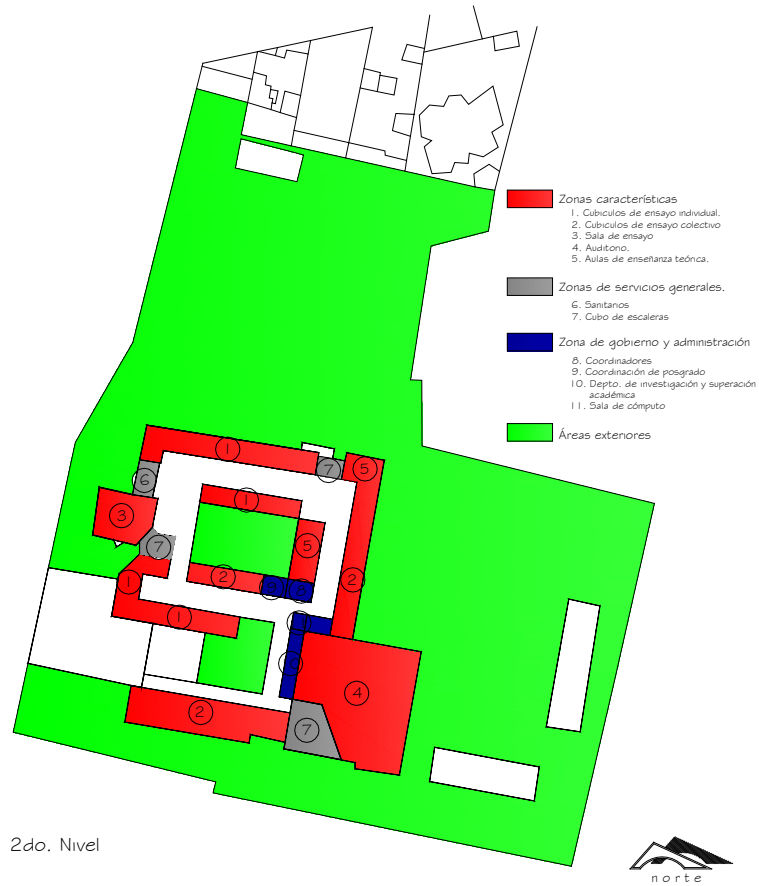 Zonas características
1. Cubiculos de ensayo individual.
2. Cubiculos de ensayo colectivo
3. Sala de ensayo
4. Auditorio.
5. Aulas de enseñanza teórica.
Zonas de servicios generales.
6. Sanitarios
7. Cubo de escaleras
Zona de gobierno y administración
8. Coordinadores
9. Coordinación de posgrado
10. Depto. de investigación y superación
académica
11. Sala de cómputo
Áreas exteriores
1
7
5
6
1
3
7
5
2
2
1
1
4
2
7
2do. Nivel
norte